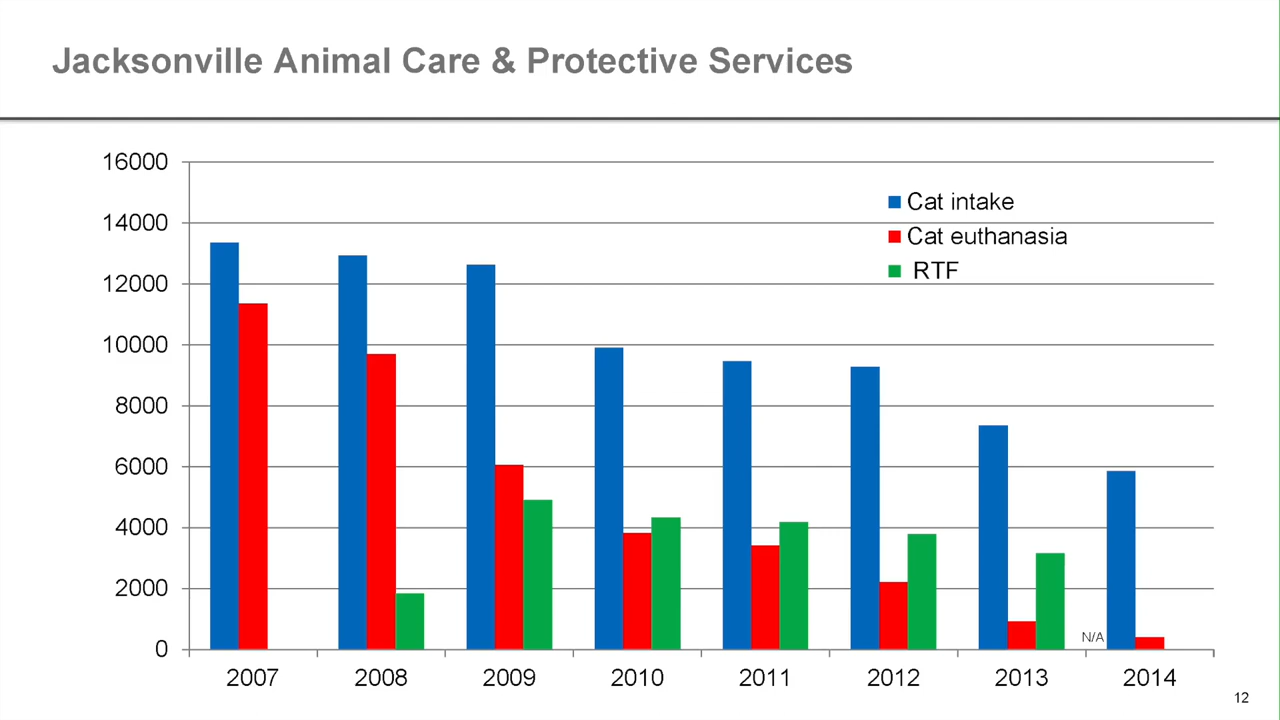 Jacksonville Animal Care & Protective Services
16000
14000
12000
10000
8000
6000
4000
2000
0
Cat intake
Cat euthanasia
RTF
N/A
2007 2008 2009 2010 2011 2012 2013 2014
12